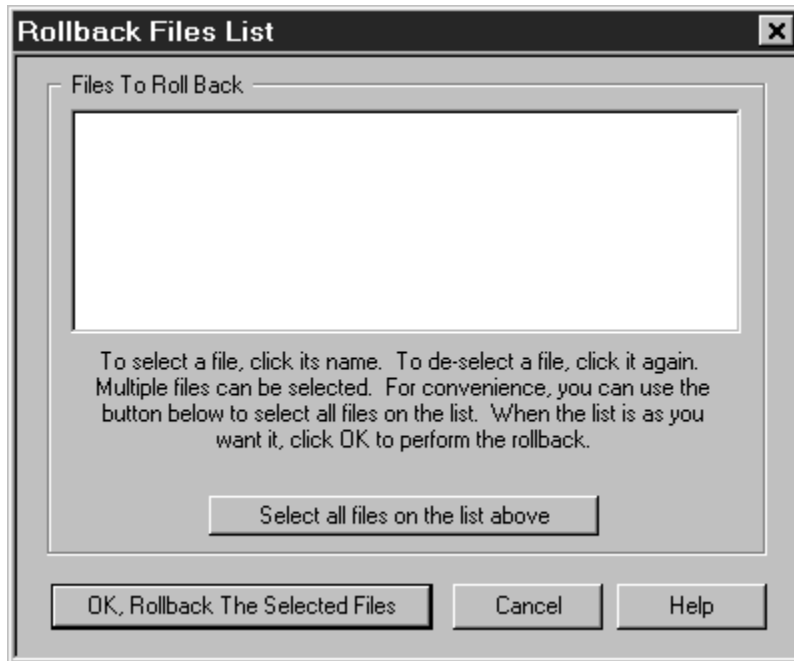 Rollback Files List
Files To Roll Back
To select a file, click its name.  To de-select a file, click it again.
Multiple files can be selected.  For convenience, you can use the
button below to select all files on the list.  When the list is as you
want it, click OK to perform the rollback.
Select all files on the list above
OK, Rollback The Selected Files
Cancel
Help